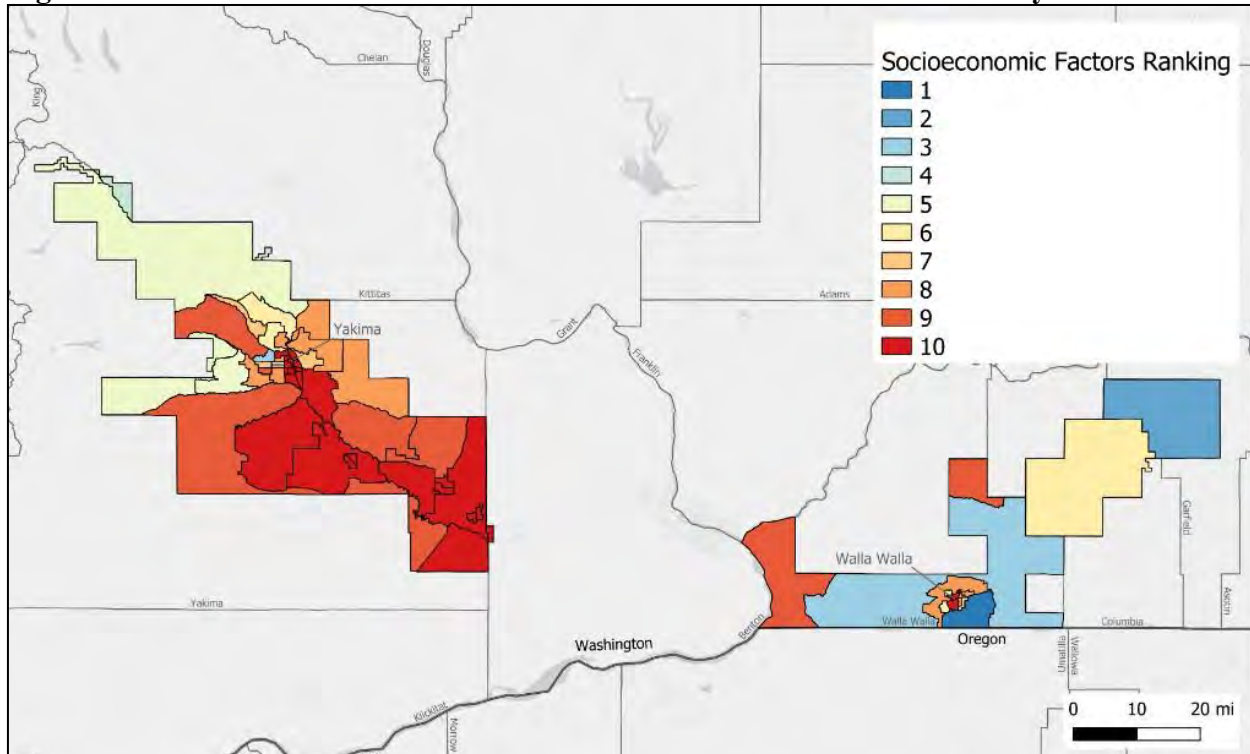 Chelan
Douglas
King
Socioeconomic Factors Ranking
1
2
3
4
5
6
7
8
9
10
Kittitas
Adams
Yakima
Grant
Franklin
Garfield
Walla Walla
Asotin
Yakima
Walla Walla
Columbia
Benton
Washington
Oregon
Umatilla
Wallowa
Klickitat
Morrow
0 10 20 mi